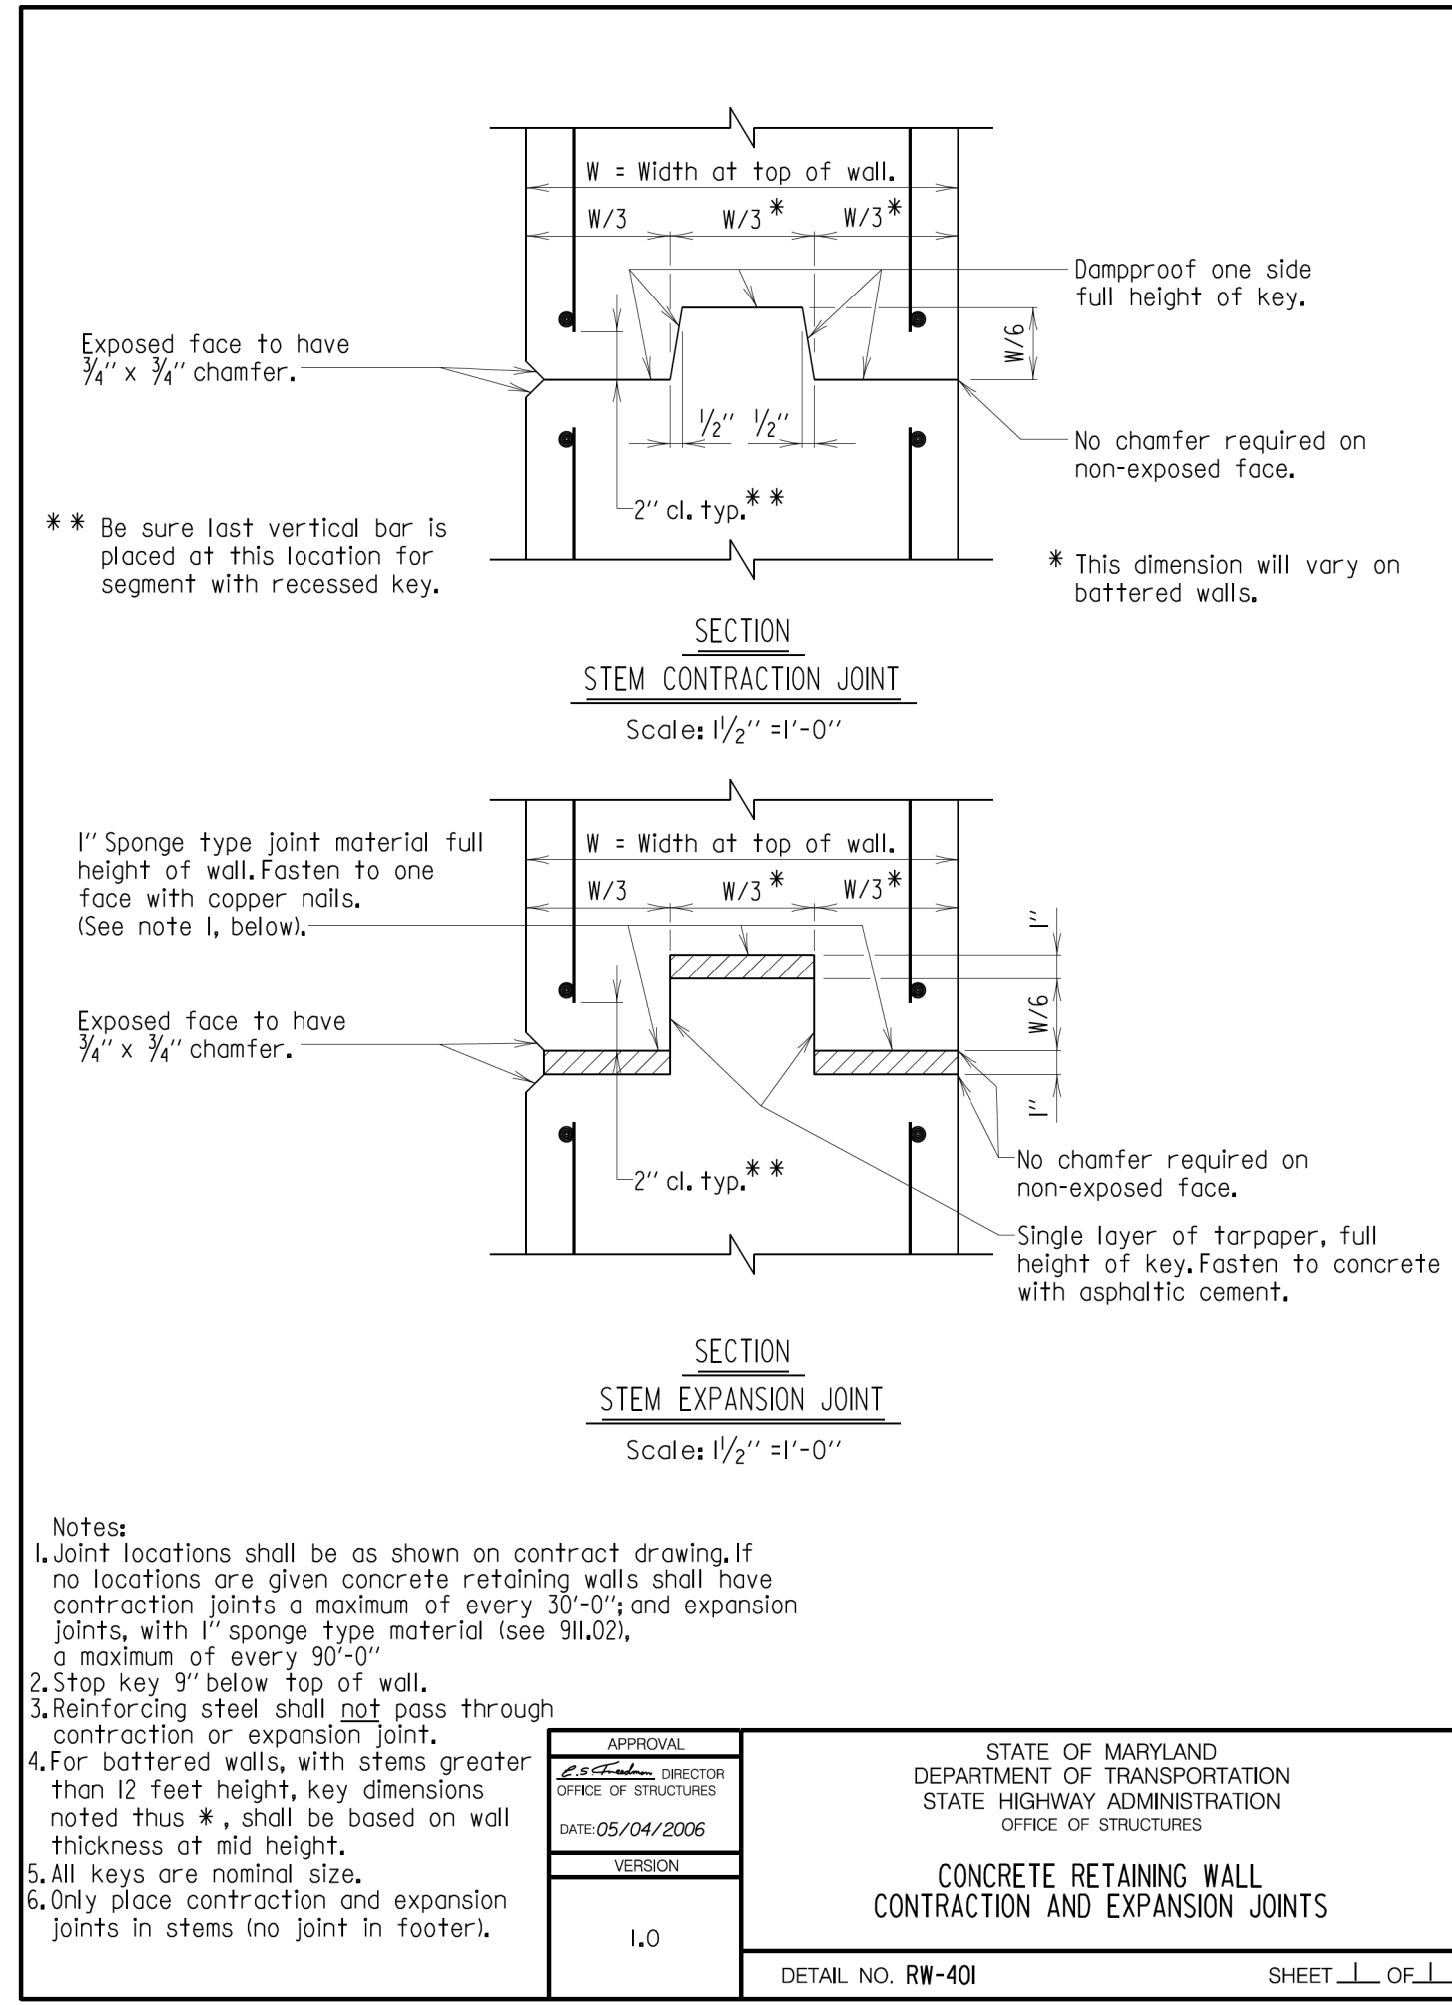 W = Width at top of wall.
W/3
W/3 *
W/3 *
Dampproof one side
full height of key.
W/6
Exposed face to have
3/4'' x 3/4'' chamfer.
1/2'' 1/2''
No chamfer required on
non-exposed face.
2'' cl. typ. * *
* * Be sure last vertical bar is
placed at this location for
segment with recessed key.
* This dimension will vary on
battered walls.
SECTION
STEM CONTRACTION JOINT
Scale: 1 1/2'' =1'-0''
1'' Sponge type joint material full
height of wall. Fasten to one
face with copper nails.
(See note 1, below).
W = Width at top of wall.
W/3
W/3 *
W/3 *
1''
W/6
1''
Exposed face to have
3/4'' x 3/4'' chamfer.
2'' cl. typ. * *
No chamfer required on
non-exposed face.
Single layer of tarpaper, full
height of key. Fasten to concrete
with asphaltic cement.
SECTION
STEM EXPANSION JOINT
Scale: 1 1/2'' =1'-0''
Notes:
1. Joint locations shall be as shown on contract drawing. If
no locations are given concrete retaining walls shall have
contraction joints a maximum of every 30'-0''; and expansion
joints, with 1'' sponge type material (see 911.02),
a maximum of every 90'-0''
2. Stop key 9'' below top of wall.
3. Reinforcing steel shall not pass through
contraction or expansion joint.
4. For battered walls, with stems greater
than 12 feet height, key dimensions
noted thus * , shall be based on wall
thickness at mid height.
5. All keys are nominal size.
6. Only place contraction and expansion
joints in stems (no joint in footer).
APPROVAL
E.S. Freedman DIRECTOR
OFFICE OF STRUCTURES
DATE: 05/04/2006
VERSION
1.0
STATE OF MARYLAND
DEPARTMENT OF TRANSPORTATION
STATE HIGHWAY ADMINISTRATION
OFFICE OF STRUCTURES
CONCRETE RETAINING WALL
CONTRACTION AND EXPANSION JOINTS
DETAIL NO. RW-401
SHEET 1 OF 1